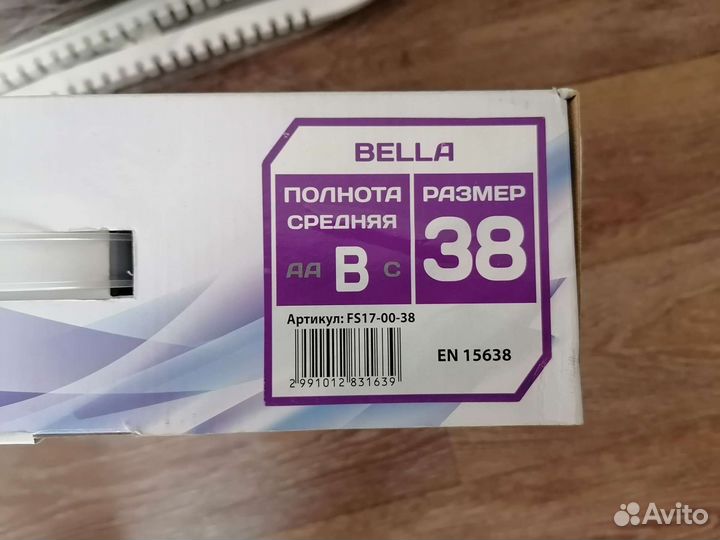 BELLA
ПОЛНОТА
СРЕДНЯЯ
AA B C
РАЗМЕР
38
Артикул: FS17-00-38
2 991012 831639
EN 15638
Avito